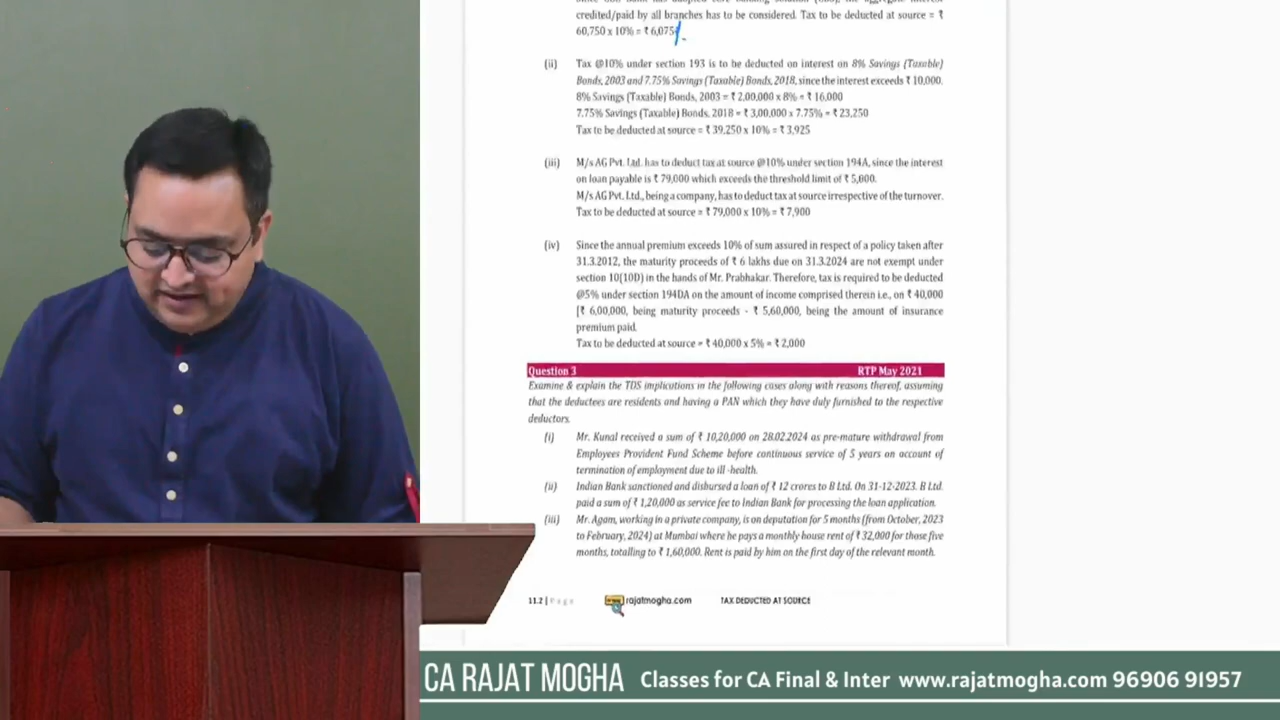 credited/paid by all branches has to be considered. Tax to be deducted at source = ₹
60,750 x 10% = ₹ 6,075/.
(ii) Tax @10% under section 193 is to be deducted on interest on 8% Savings (Taxable)
Bonds, 2003 and 7.75% Savings (Taxable) Bonds, 2018, since the interest exceeds ₹ 10,000.
8% Savings (Taxable) Bonds, 2003 = ₹ 2,00,000 x 8% = ₹ 16,000
7.75% Savings (Taxable) Bonds, 2018 = ₹ 3,00,000 x 7.75% = ₹ 23,250
Tax to be deducted at source = ₹ 39,250 x 10% = ₹ 3,925
(iii) M/s AG Pvt. Ltd. has to deduct tax at source @10% under section 194A, since the interest
on loan payable is ₹ 79,000 which exceeds the threshold limit of ₹ 5,000.
M/s AG Pvt. Ltd., being a company, has to deduct tax at source irrespective of the turnover.
Tax to be deducted at source = ₹ 79,000 x 10% = ₹ 7,900
(iv) Since the annual premium exceeds 10% of sum assured in respect of a policy taken after
31.3.2012, the maturity proceeds of ₹ 6 lakhs due on 31.3.2024 are not exempt under
section 10(10D) in the hands of Mr. Prabhakar. Therefore, tax is required to be deducted
@5% under section 194DA on the amount of income comprised therein i.e., on ₹ 40,000
[₹ 6,00,000, being maturity proceeds - ₹ 5,60,000, being the amount of insurance
premium paid.
Tax to be deducted at source = ₹ 40,000 x 5% = ₹ 2,000
Question 3 RTP May 2021
Examine & explain the TDS implications in the following cases along with reasons thereof, assuming
that the deductees are residents and having a PAN which they have duly furnished to the respective
deductors.
(i) Mr. Kunal received a sum of ₹ 10,20,000 on 28.02.2024 as pre-mature withdrawal from
Employees Provident Fund Scheme before continuous service of 5 years on account of
termination of employment due to ill -health.
(ii) Indian Bank sanctioned and disbursed a loan of ₹ 12 crores to B Ltd. On 31-12-2023. B Ltd.
paid a sum of ₹ 1,20,000 as service fee to Indian Bank for processing the loan application.
(iii) Mr. Agam, working in a private company, is on deputation for 5 months (from October, 2023
to February, 2024) at Mumbai where he pays a monthly house rent of ₹ 32,000 for those five
months, totalling to ₹ 1,60,000. Rent is paid by him on the first day of the relevant month.
11.2 | Page rajatmogha.com TAX DEDUCTED AT SOURCE
CA RAJAT MOGHA Classes for CA Final & Inter www.rajatmogha.com 96906 91957